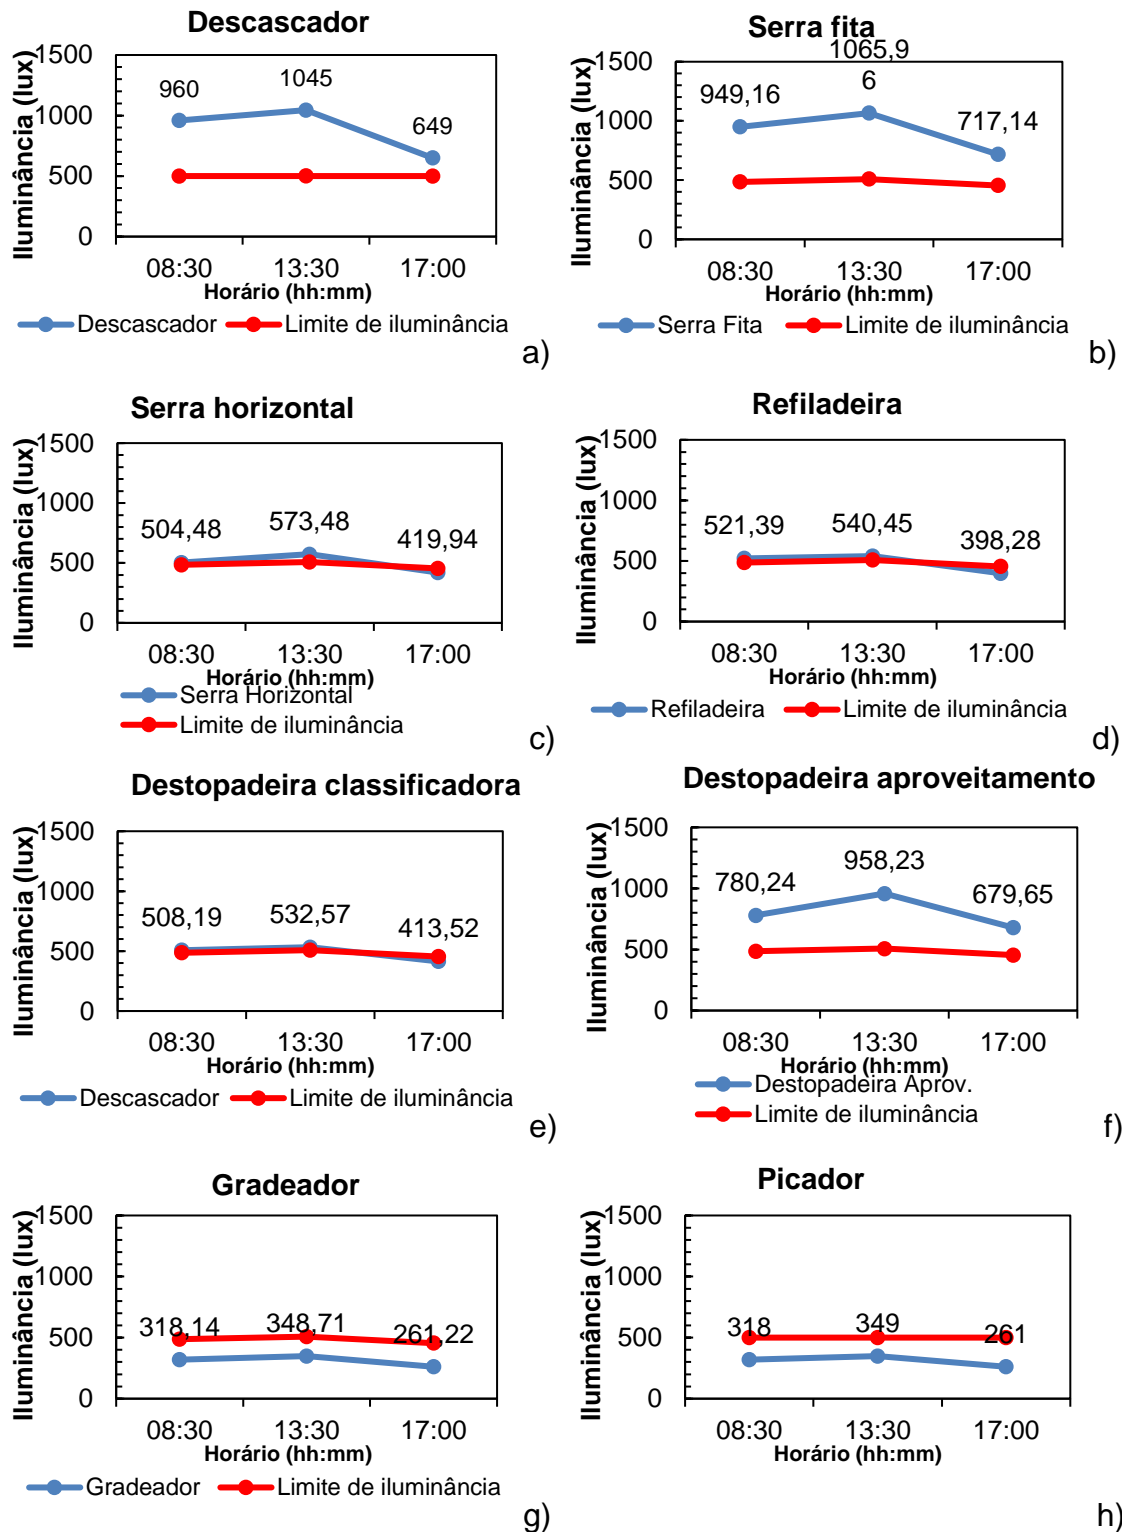 Descascador
Iluminância (lux)
1500
1000
500
0
960
1045
649
08:30 13:30 17:00
Horário (hh:mm)
Descascador Limite de iluminância
a)
Serra fita
Iluminância (lux)
1500
1000
500
0
949,16
1065,9
6
717,14
08:30 13:30 17:00
Horário (hh:mm)
Serra Fita Limite de iluminância
b)
Serra horizontal
Iluminância (lux)
1500
1000
500
0
504,48
573,48
419,94
08:30 13:30 17:00
Horário (hh:mm)
Serra Horizontal
Limite de iluminância
c)
Refiladeira
Iluminância (lux)
1500
1000
500
0
521,39
540,45
398,28
08:30 13:30 17:00
Horário (hh:mm)
Refiladeira Limite de iluminância
d)
Destopadeira classificadora
Iluminância (lux)
1500
1000
500
0
508,19
532,57
413,52
08:30 13:30 17:00
Horário (hh:mm)
Descascador Limite de iluminância
e)
Destopadeira aproveitamento
Iluminância (lux)
1500
1000
500
0
780,24
958,23
679,65
08:30 13:30 17:00
Horário (hh:mm)
Destopadeira Aprov.
Limite de iluminância
f)
Gradeador
Iluminância (lux)
1500
1000
500
0
318,14
348,71
261,22
08:30 13:30 17:00
Horário (hh:mm)
Gradeador Limite de iluminância
g)
Picador
Iluminância (lux)
1500
1000
500
0
318
349
261
08:30 13:30 17:00
Horário (hh:mm)
h)